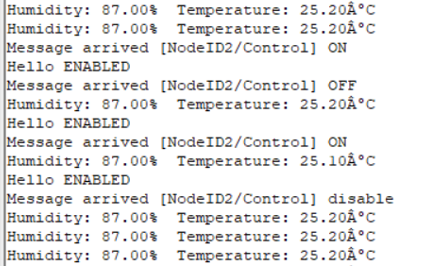 Humidity: 87.00%  Temperature: 25.20Â°C
Humidity: 87.00%  Temperature: 25.20Â°C
Message arrived [NodeID2/Control] ON
Hello ENABLED
Message arrived [NodeID2/Control] OFF
Humidity: 87.00%  Temperature: 25.20Â°C
Hello ENABLED
Message arrived [NodeID2/Control] ON
Humidity: 87.00%  Temperature: 25.10Â°C
Hello ENABLED
Message arrived [NodeID2/Control] disable
Humidity: 87.00%  Temperature: 25.20Â°C
Humidity: 87.00%  Temperature: 25.20Â°C
Humidity: 87.00%  Temperature: 25.20Â°C